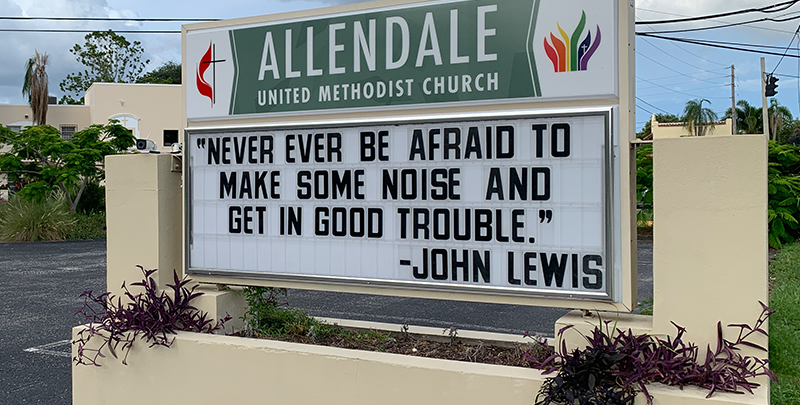 ALLENDALE
UNITED METHODIST CHURCH
"NEVER EVER BE AFRAID TO
MAKE SOME NOISE AND
GET IN GOOD TROUBLE."
-JOHN LEWIS